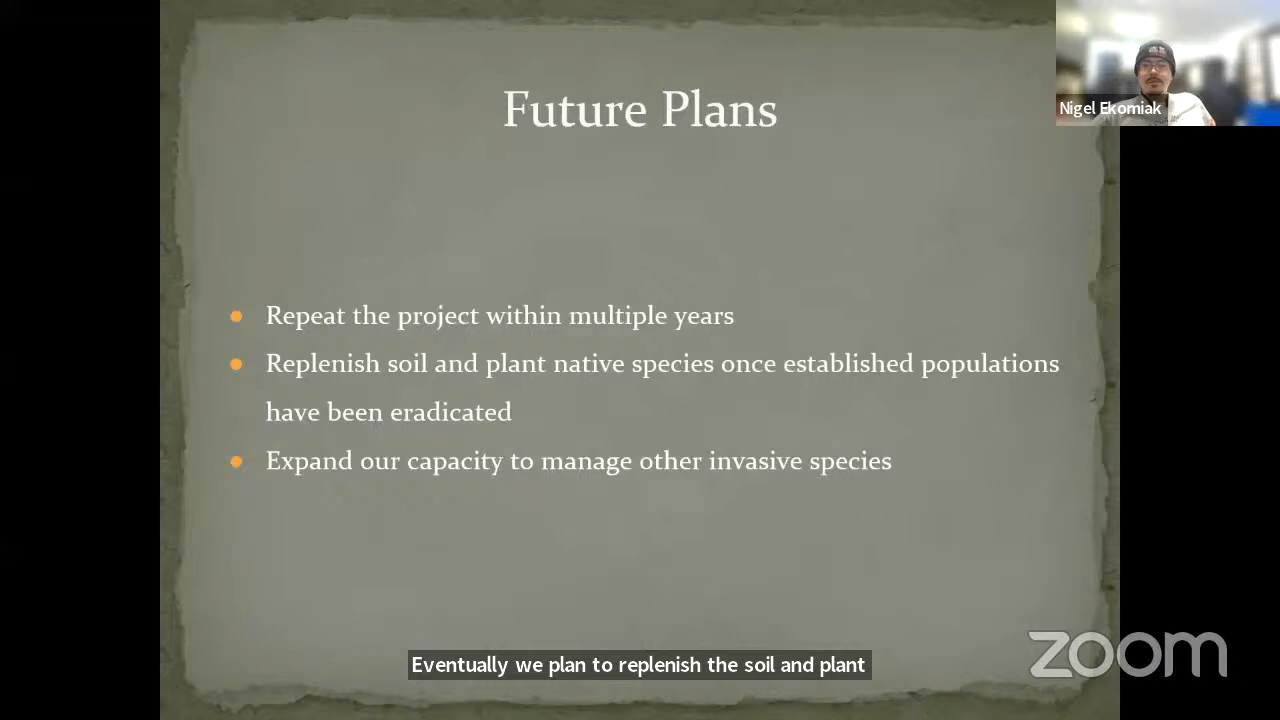 Future Plans
Nigel Ekomiak
Repeat the project within multiple years
Replenish soil and plant native species once established populations
have been eradicated
Expand our capacity to manage other invasive species
Eventually we plan to replenish the soil and plant
zoom